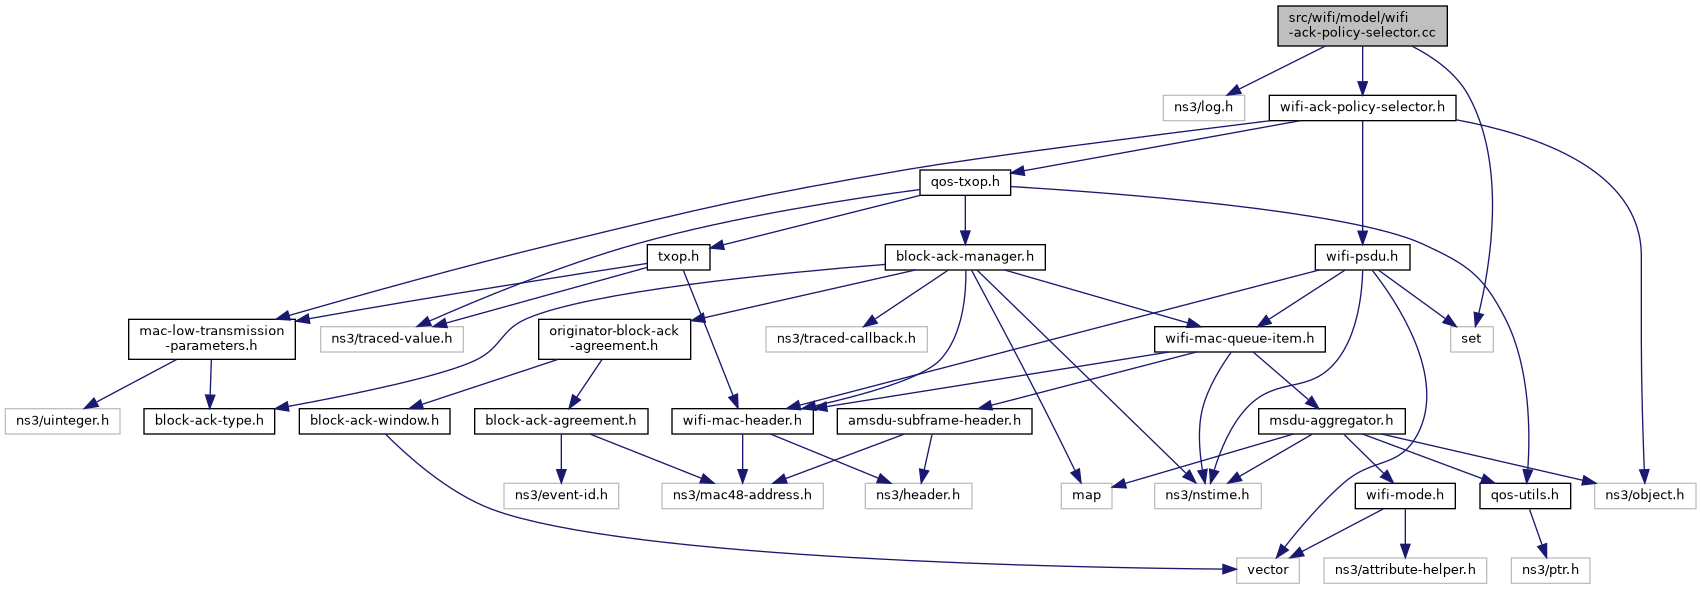 src/wifi/model/wifi
-ack-policy-selector.cc
ns3/log.h
wifi-ack-policy-selector.h
qos-txop.h
txop.h
block-ack-manager.h
wifi-psdu.h
mac-low-transmission
-parameters.h
ns3/traced-value.h
originator-block-ack
-agreement.h
ns3/traced-callback.h
wifi-mac-queue-item.h
set
ns3/uinteger.h
block-ack-type.h
block-ack-window.h
block-ack-agreement.h
wifi-mac-header.h
amsdu-subframe-header.h
msdu-aggregator.h
ns3/event-id.h
ns3/mac48-address.h
ns3/header.h
map
ns3/nstime.h
wifi-mode.h
qos-utils.h
ns3/object.h
vector
ns3/attribute-helper.h
ns3/ptr.h